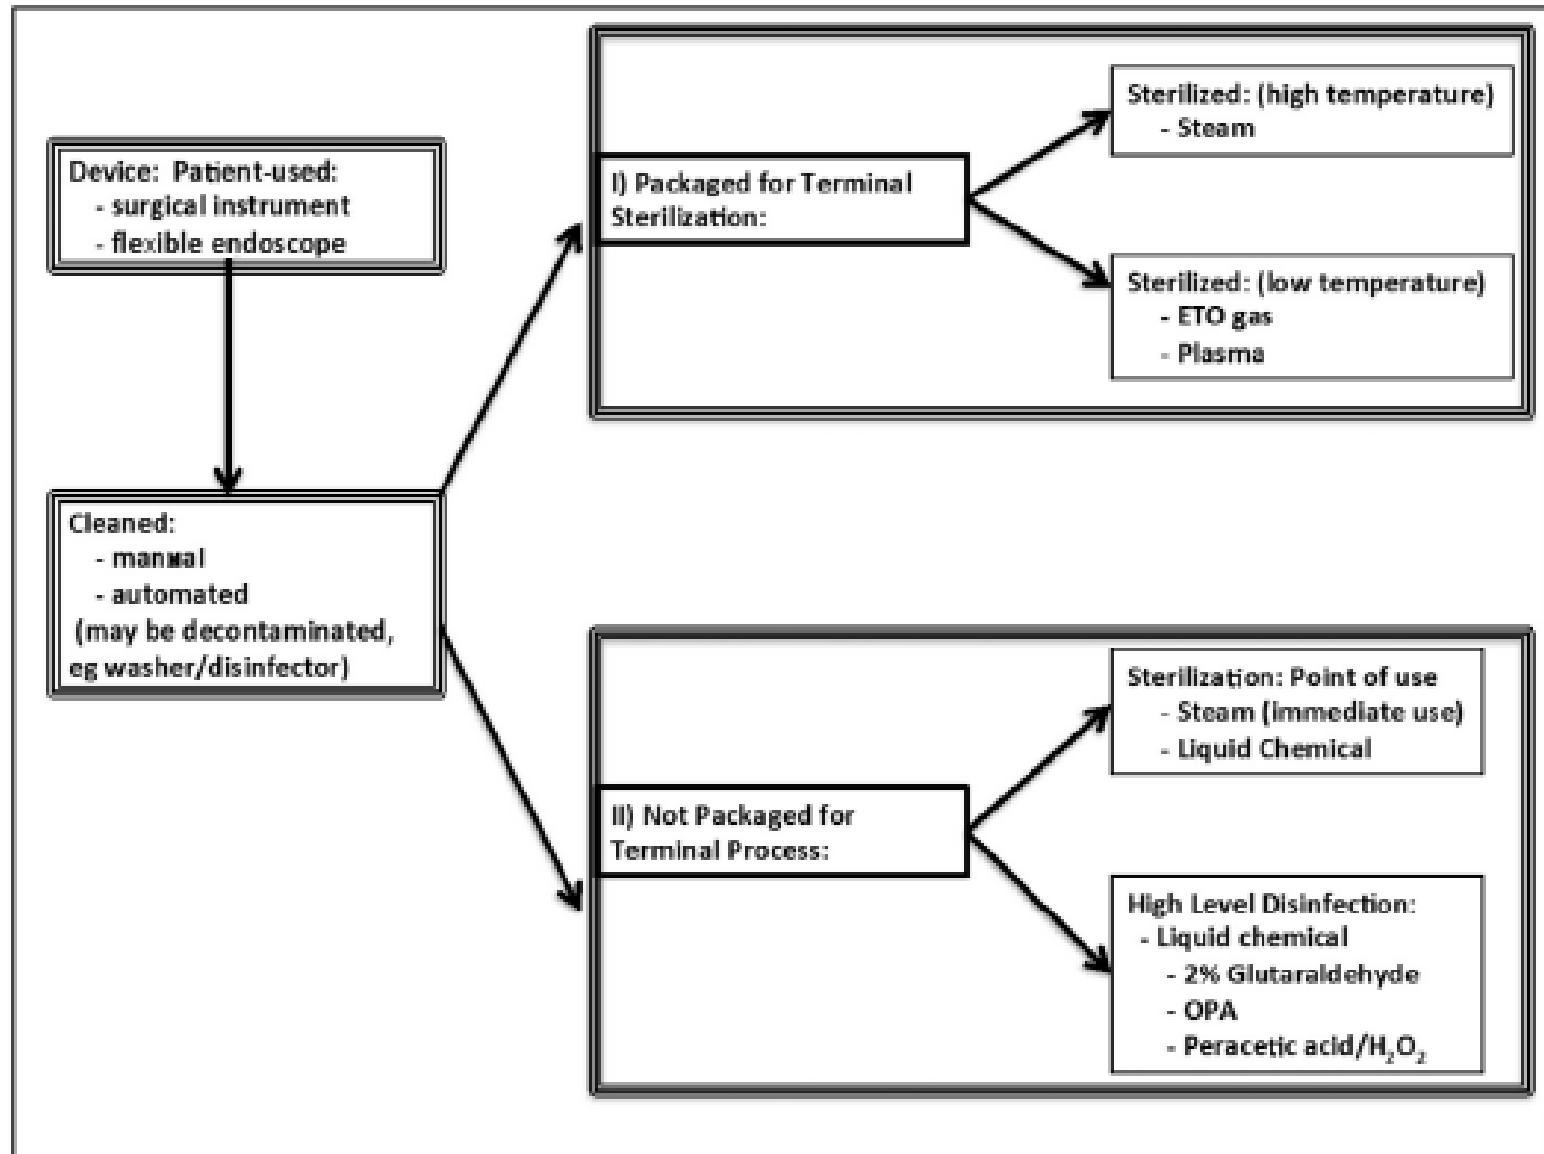 Device: Patient-used:
- surgical instrument
- flexible endoscope
Cleaned:
- manual
- automated
(may be decontaminated,
eg washer/disinfector)
I) Packaged for Terminal
Sterilization:
Sterilized: (high temperature)
- Steam
Sterilized: (low temperature)
- ETO gas
- Plasma
II) Not Packaged for
Terminal Process:
Sterilization: Point of use
- Steam (immediate use)
- Liquid Chemical
High Level Disinfection:
- Liquid chemical
- 2% Glutaraldehyde
- OPA
- Peracetic acid/H₂O₂